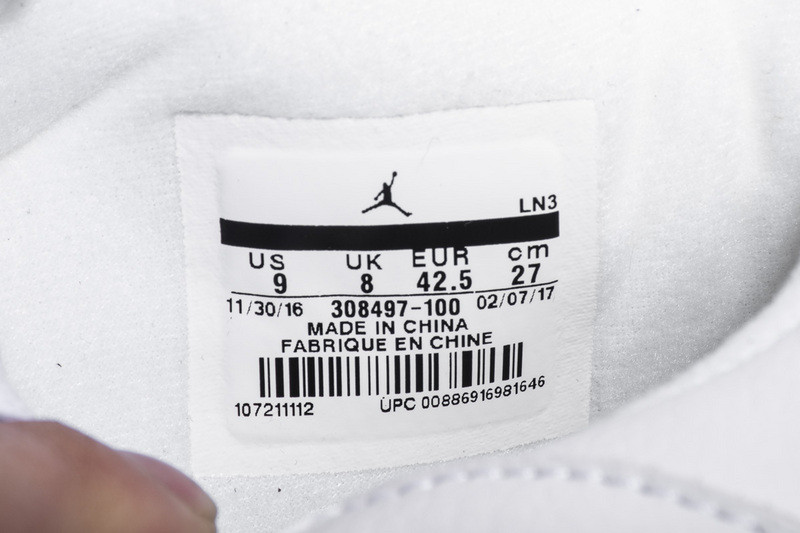 LN3
US UK EUR cm
9 8 42.5 27
11/30/16 308497-100 02/07/17
MADE IN CHINA
FABRIQUE EN CHINE
107211112 UPC 00886916981646